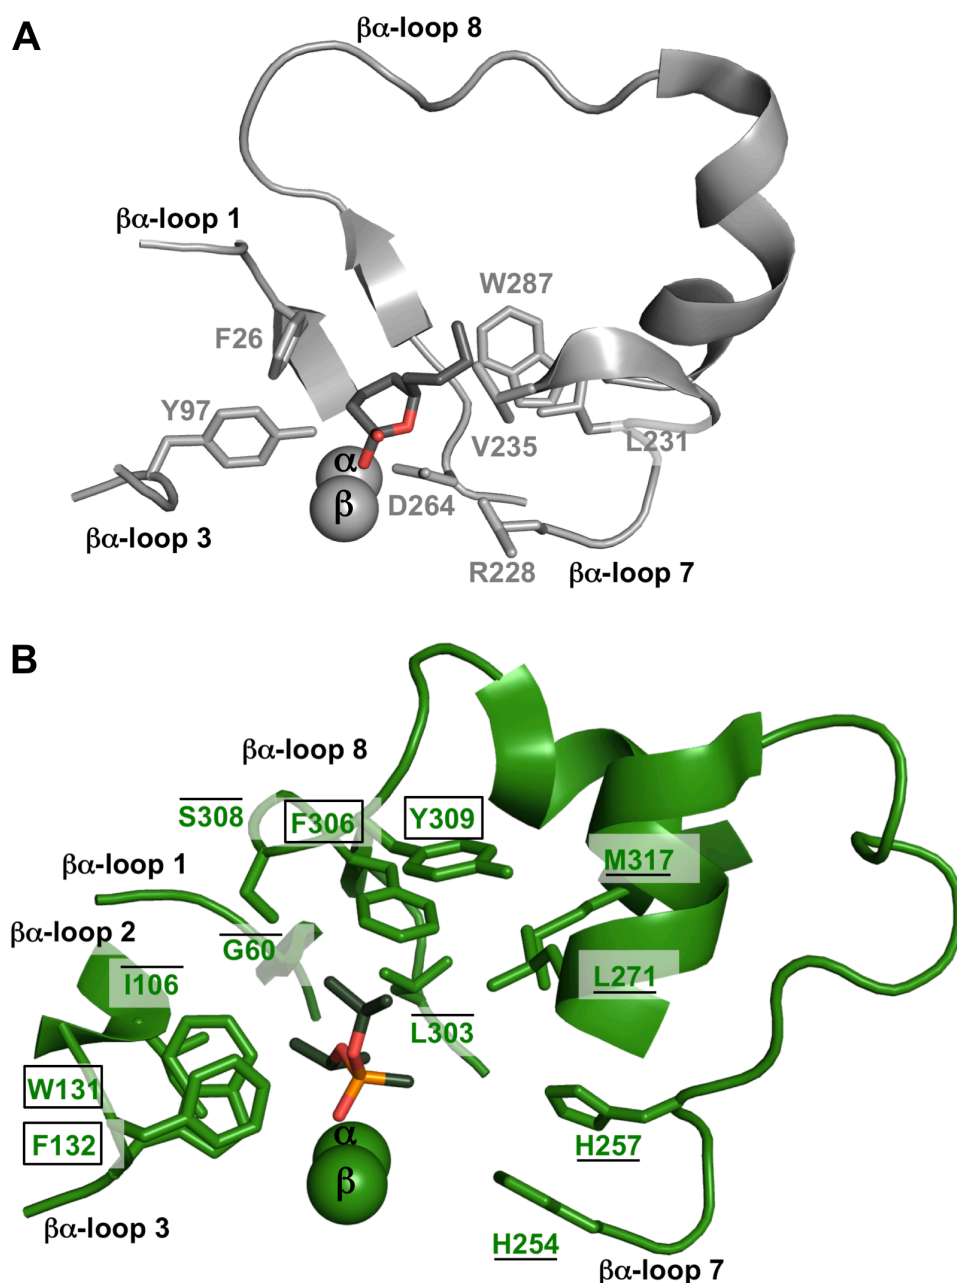 A
βα-loop 8
βα-loop 1
W287
F26
Y97
V235
L231
α
β
D264
R228
βα-loop 3
βα-loop 7
B
βα-loop 8
S308
F306
Y309
M317
βα-loop 1
βα-loop 2
G60
I106
L271
L303
W131
F132
α
β
H257
βα-loop 3
H254
βα-loop 7